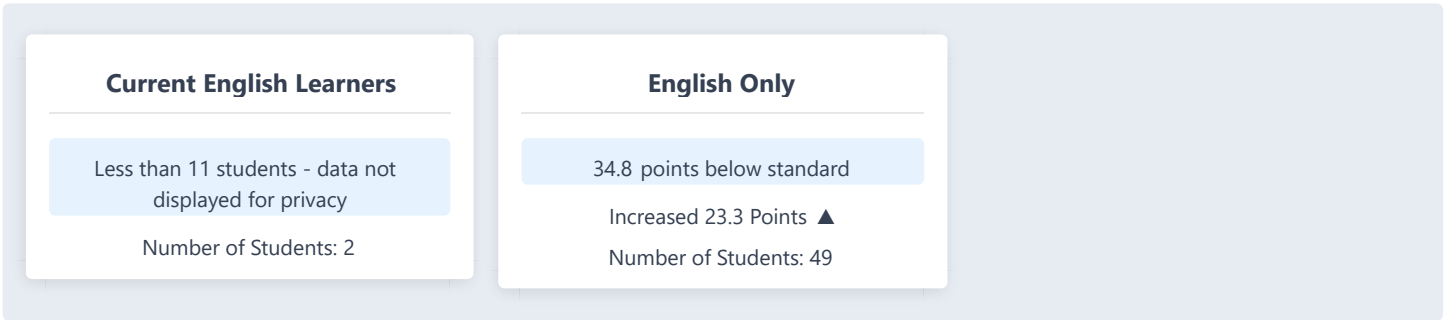 Current English Learners
Less than 11 students - data not
displayed for privacy
Number of Students: 2
English Only
34.8 points below standard
Increased 23.3 Points ▲
Number of Students: 49